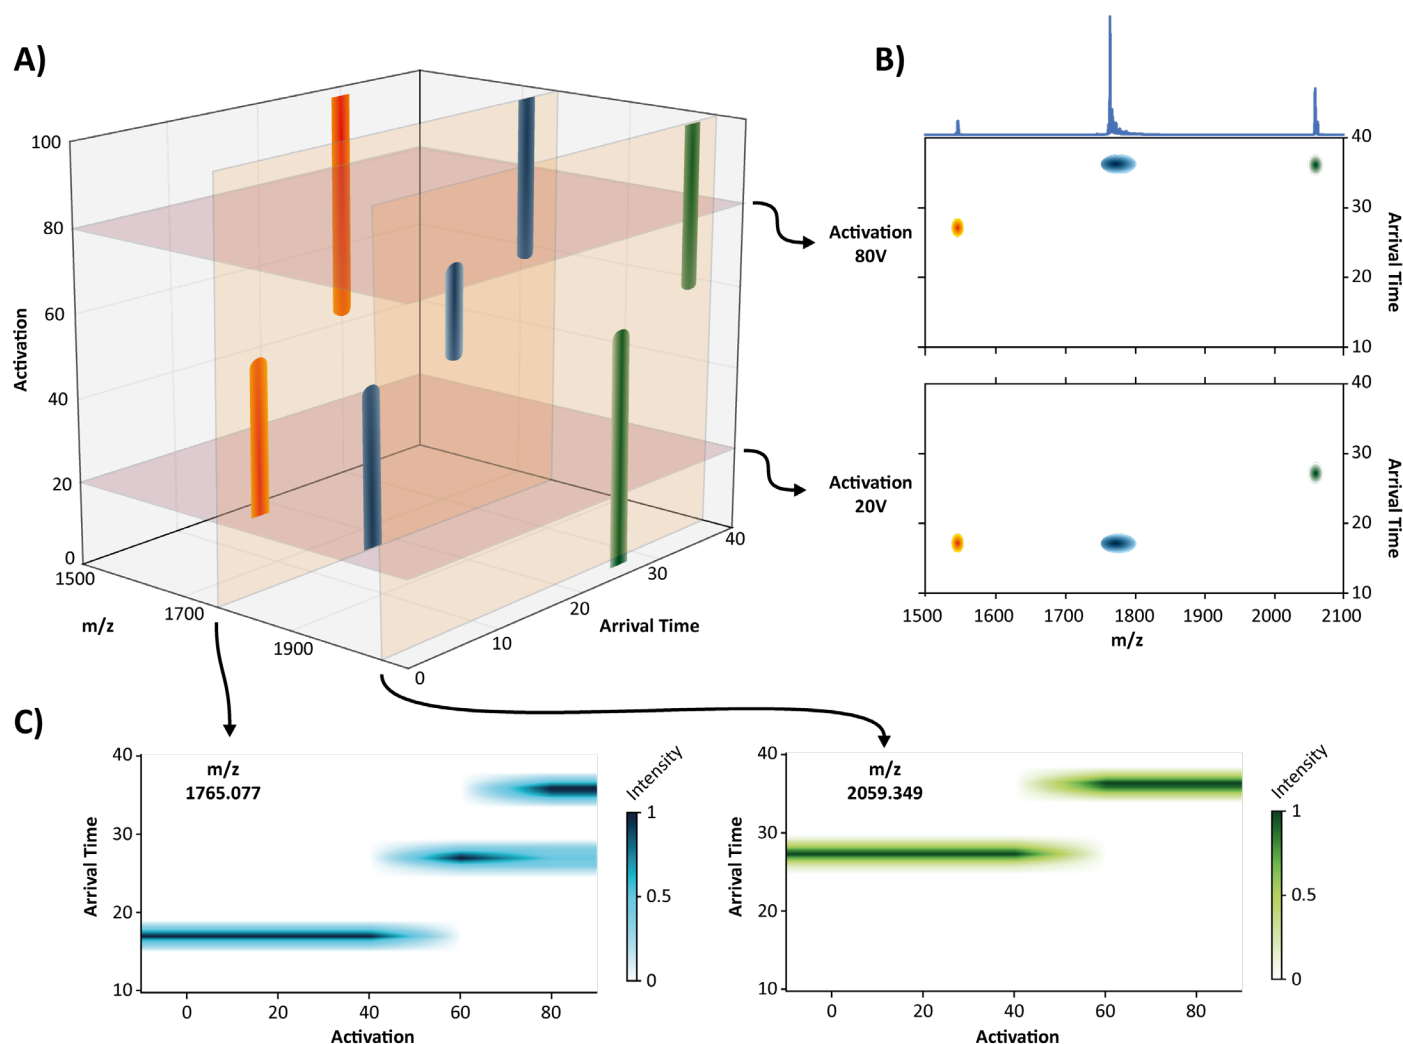 A)
100
80
60
40
20
0
Activation
1500
1700
1900
m/z
0
10
20
30
40
Arrival Time
B)
Activation
80V
40
30
20
10
Arrival Time
Activation
20V
40
30
20
10
Arrival Time
1500 1600 1700 1800 1900 2000 2100
m/z
C)
m/z
1765.077
40
30
20
10
Arrival Time
0 20 40 60 80
Activation
Intensity
1
0.5
0
m/z
2059.349
40
30
20
10
Arrival Time
0 20 40 60 80
Activation
Intensity
1
0.5
0